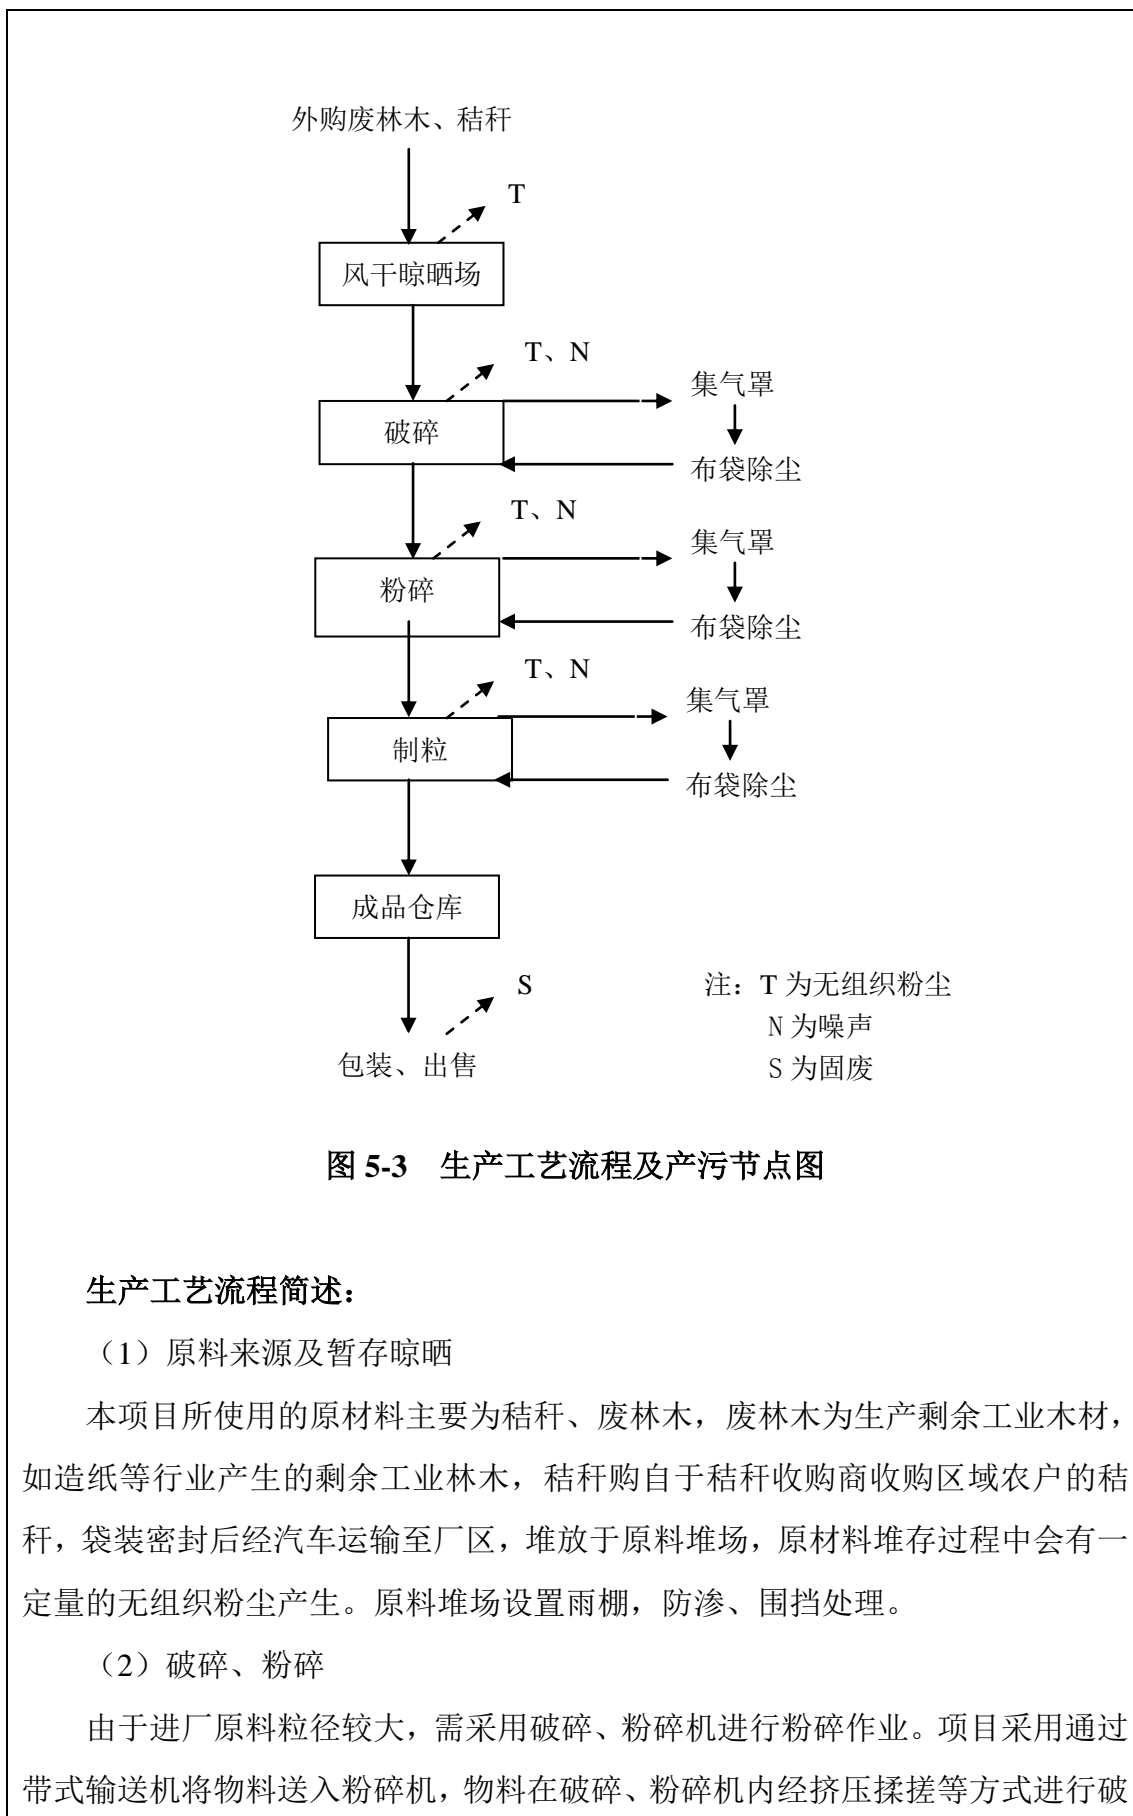 外购废林木、秸秆
T
风干晾晒场
T、N
集气罩
破碎
布袋除尘
T、N
集气罩
粉碎
布袋除尘
T、N
集气罩
制粒
布袋除尘
成品仓库
S
注：T 为无组织粉尘
N 为噪声
S 为固废
包装、出售
图 5-3 生产工艺流程及产污节点图
生产工艺流程简述：
（1）原料来源及暂存晾晒
本项目所使用的原材料主要为秸秆、废林木，废林木为生产剩余工业木材，
如造纸等行业产生的剩余工业林木，秸秆购自于秸秆收购商收购区域农户的秸
秆，袋装密封后经汽车运输至厂区，堆放于原料堆场，原材料堆存过程中会有一
定量的无组织粉尘产生。原料堆场设置雨棚，防渗、围挡处理。
（2）破碎、粉碎
由于进厂原料粒径较大，需采用破碎、粉碎机进行粉碎作业。项目采用通过
带式输送机将物料送入粉碎机，物料在破碎、粉碎机内经挤压揉搓等方式进行破